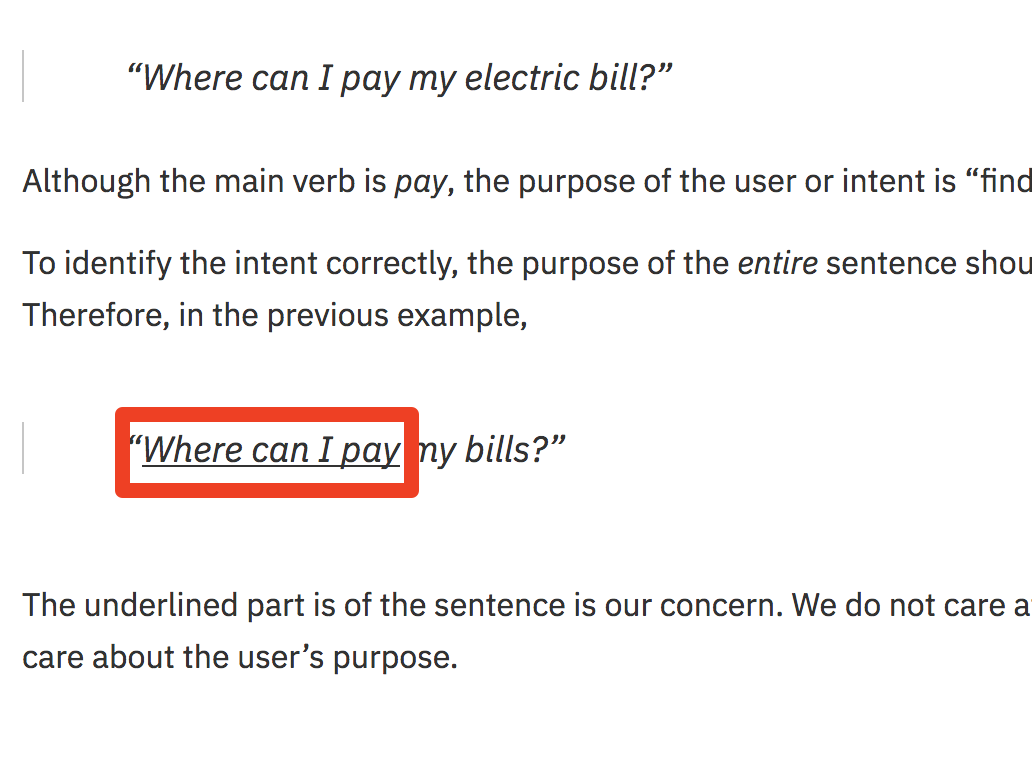 “Where can I pay my electric bill?”
Although the main verb is pay, the purpose of the user or intent is “find
To identify the intent correctly, the purpose of the entire sentence shou
Therefore, in the previous example,
“Where can I pay my bills?”
The underlined part is of the sentence is our concern. We do not care a
care about the user’s purpose.